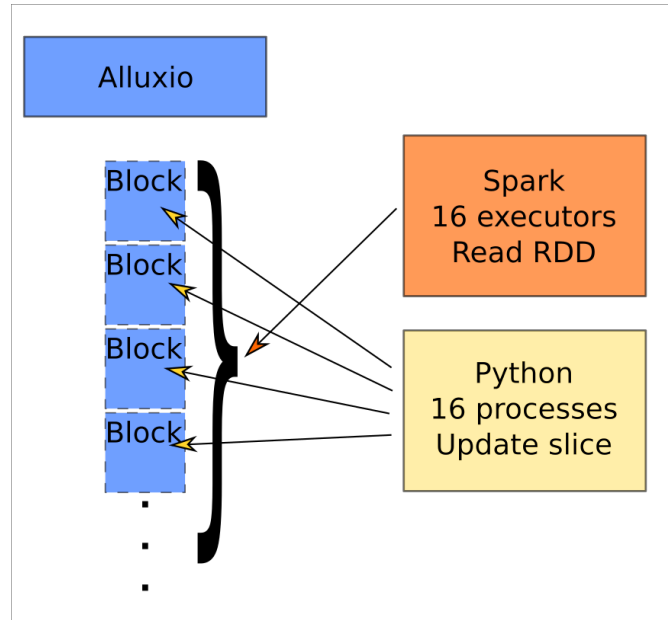 Alluxio
Block
Block
Block
Block
Spark
16 executors
Read RDD
Python
16 processes
Update slice